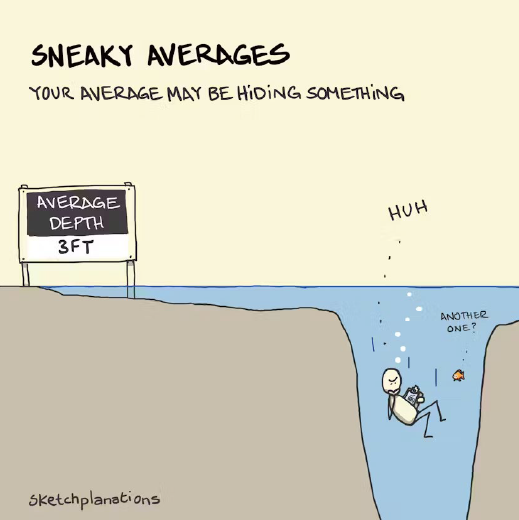 SNEAKY AVERAGES
YOUR AVERAGE MAY BE HIDING SOMETHING
AVERAGE
DEPTH
3FT
HUH
ANOTHER
ONE?
sketchplanations